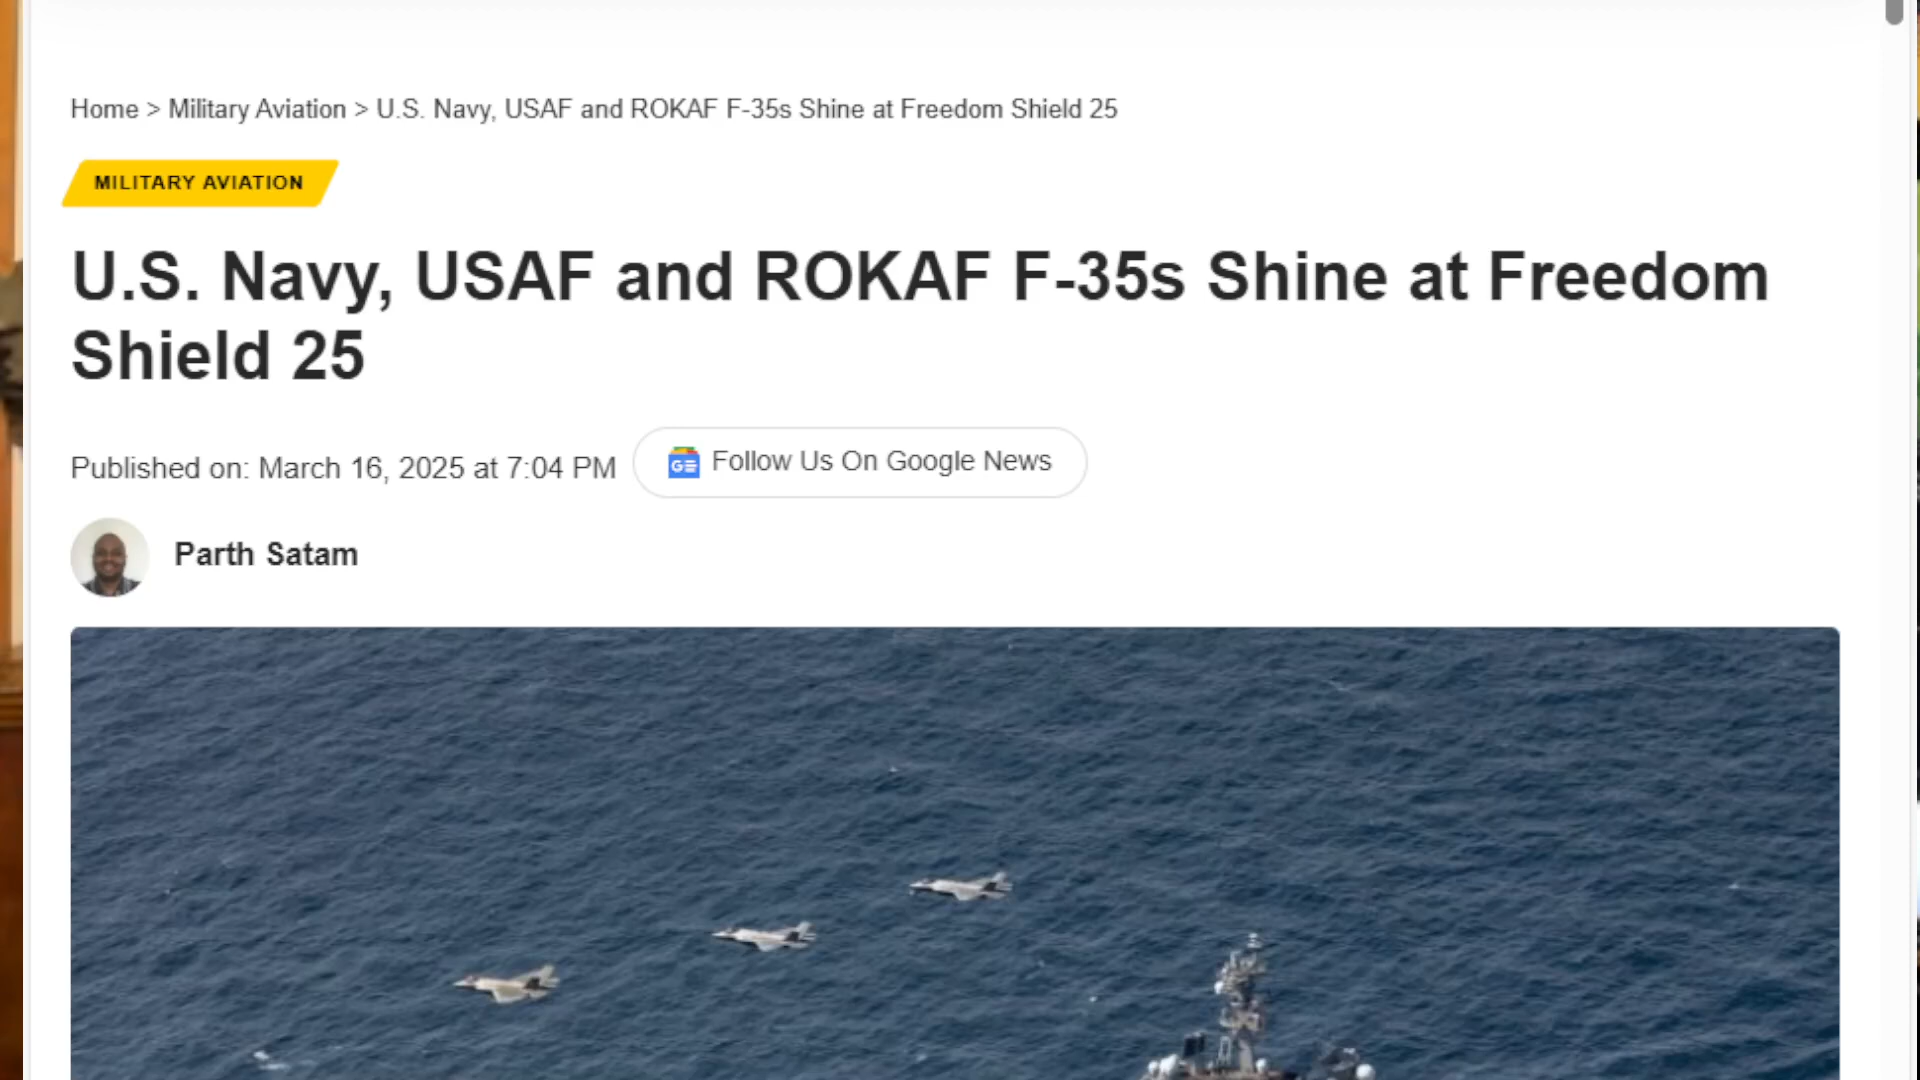 Home > Military Aviation > U.S. Navy, USAF and ROKAF F-35s Shine at Freedom Shield 25
MILITARY AVIATION
U.S. Navy, USAF and ROKAF F-35s Shine at Freedom
Shield 25
Published on: March 16, 2025 at 7:04 PM
Follow Us On Google News
Parth Satam